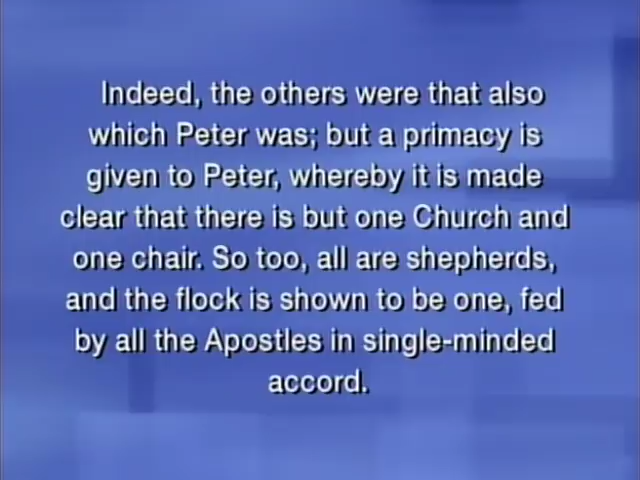 Indeed, the others were that also
which Peter was; but a primacy is
given to Peter, whereby it is made
clear that there is but one Church and
one chair. So too, all are shepherds,
and the flock is shown to be one, fed
by all the Apostles in single-minded
accord.